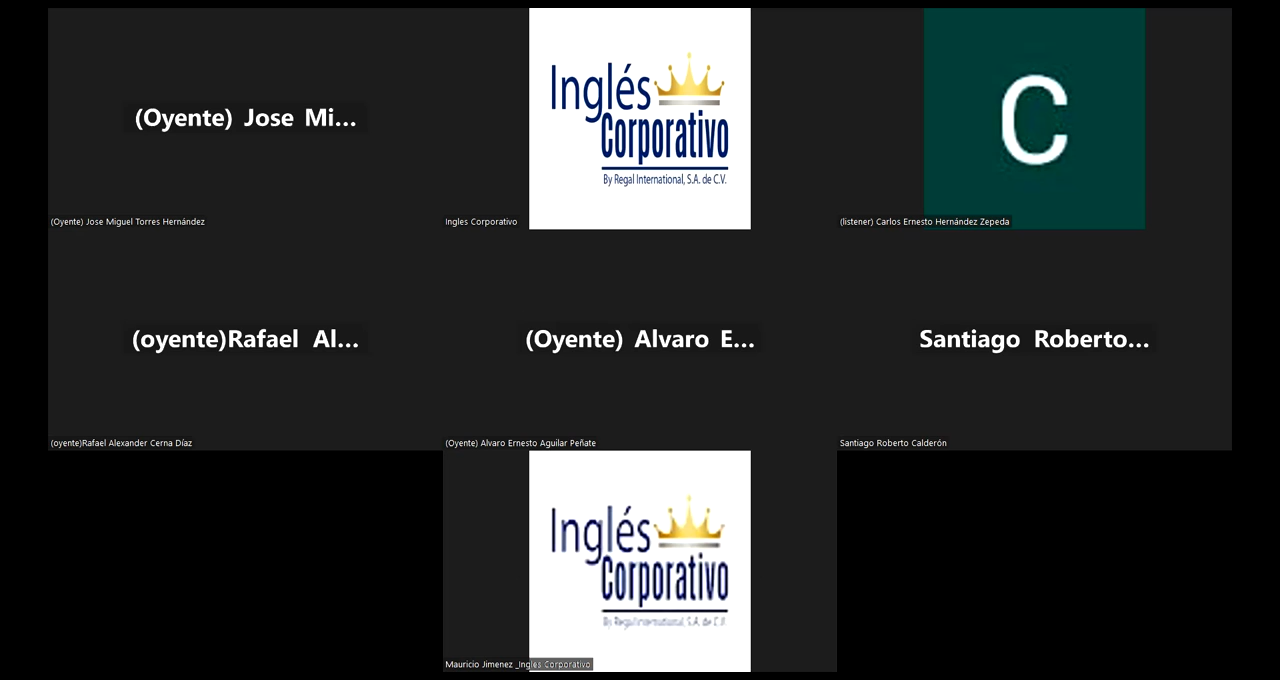 (Oyente) Jose Mi...
(Oyente) Jose Miguel Torres Hernández
Inglés
Corporativo
By Regal International, S.A. de C.V.
Ingles Corporativo
C
(listener) Carlos Ernesto Hernández Zepeda
(oyente)Rafael Al...
(oyente)Rafael Alexander Cerna Díaz
(Oyente) Alvaro E...
(Oyente) Alvaro Ernesto Aguilar Peñate
Santiago Roberto...
Santiago Roberto Calderón
Inglés
Corporativo
By Regal International, S.A. de C.V.
Mauricio Jimenez _Ingles Corporativo